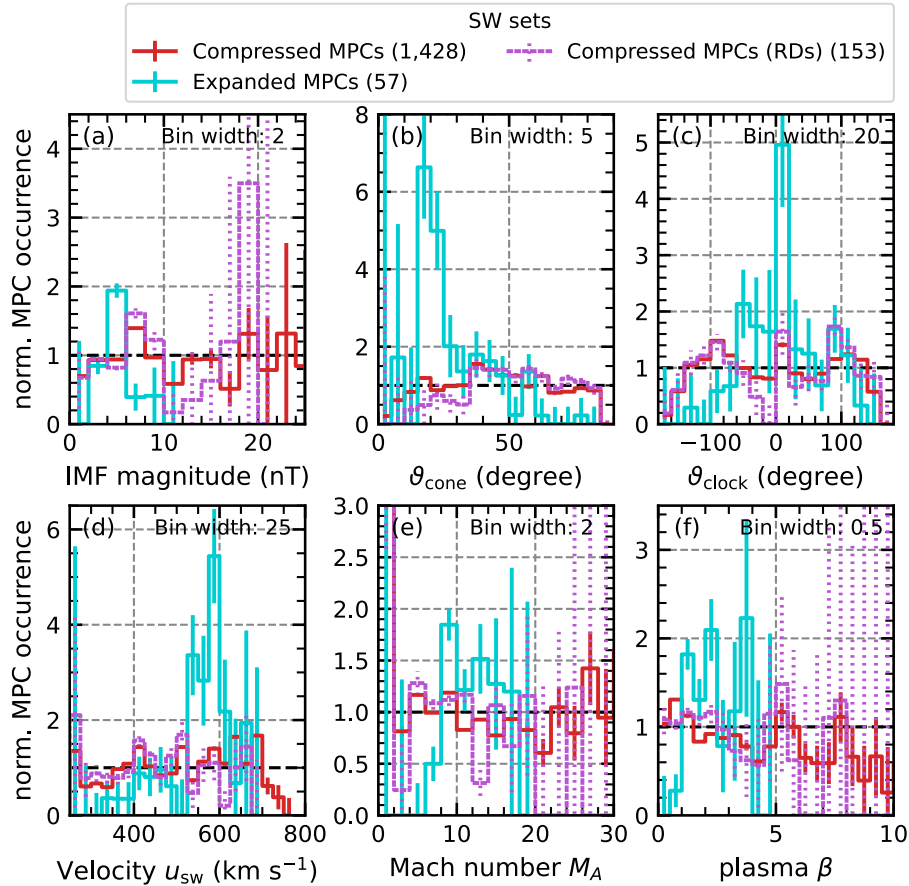 SW sets
Compressed MPCs (1,428)
Compressed MPCs (RDs) (153)
Expanded MPCs (57)
(a) Bin width: 2
(b) Bin width: 5
(c) Bin width: 20
norm. MPC occurrence
4
3
2
1
0
8
6
4
2
0
5
4
3
2
1
0
0 10 20
0 50
−100 0 100
IMF magnitude (nT)
ϑcone (degree)
ϑclock (degree)
(d) Bin width: 25
(e) Bin width: 2
(f) Bin width: 0.5
norm. MPC occurrence
6
4
2
0
3.0
2.5
2.0
1.5
1.0
0.5
0.0
3
2
1
0
400 600 800
0 10 20 30
0 5 10
Velocity usw (km s−1)
Mach number MA
plasma β